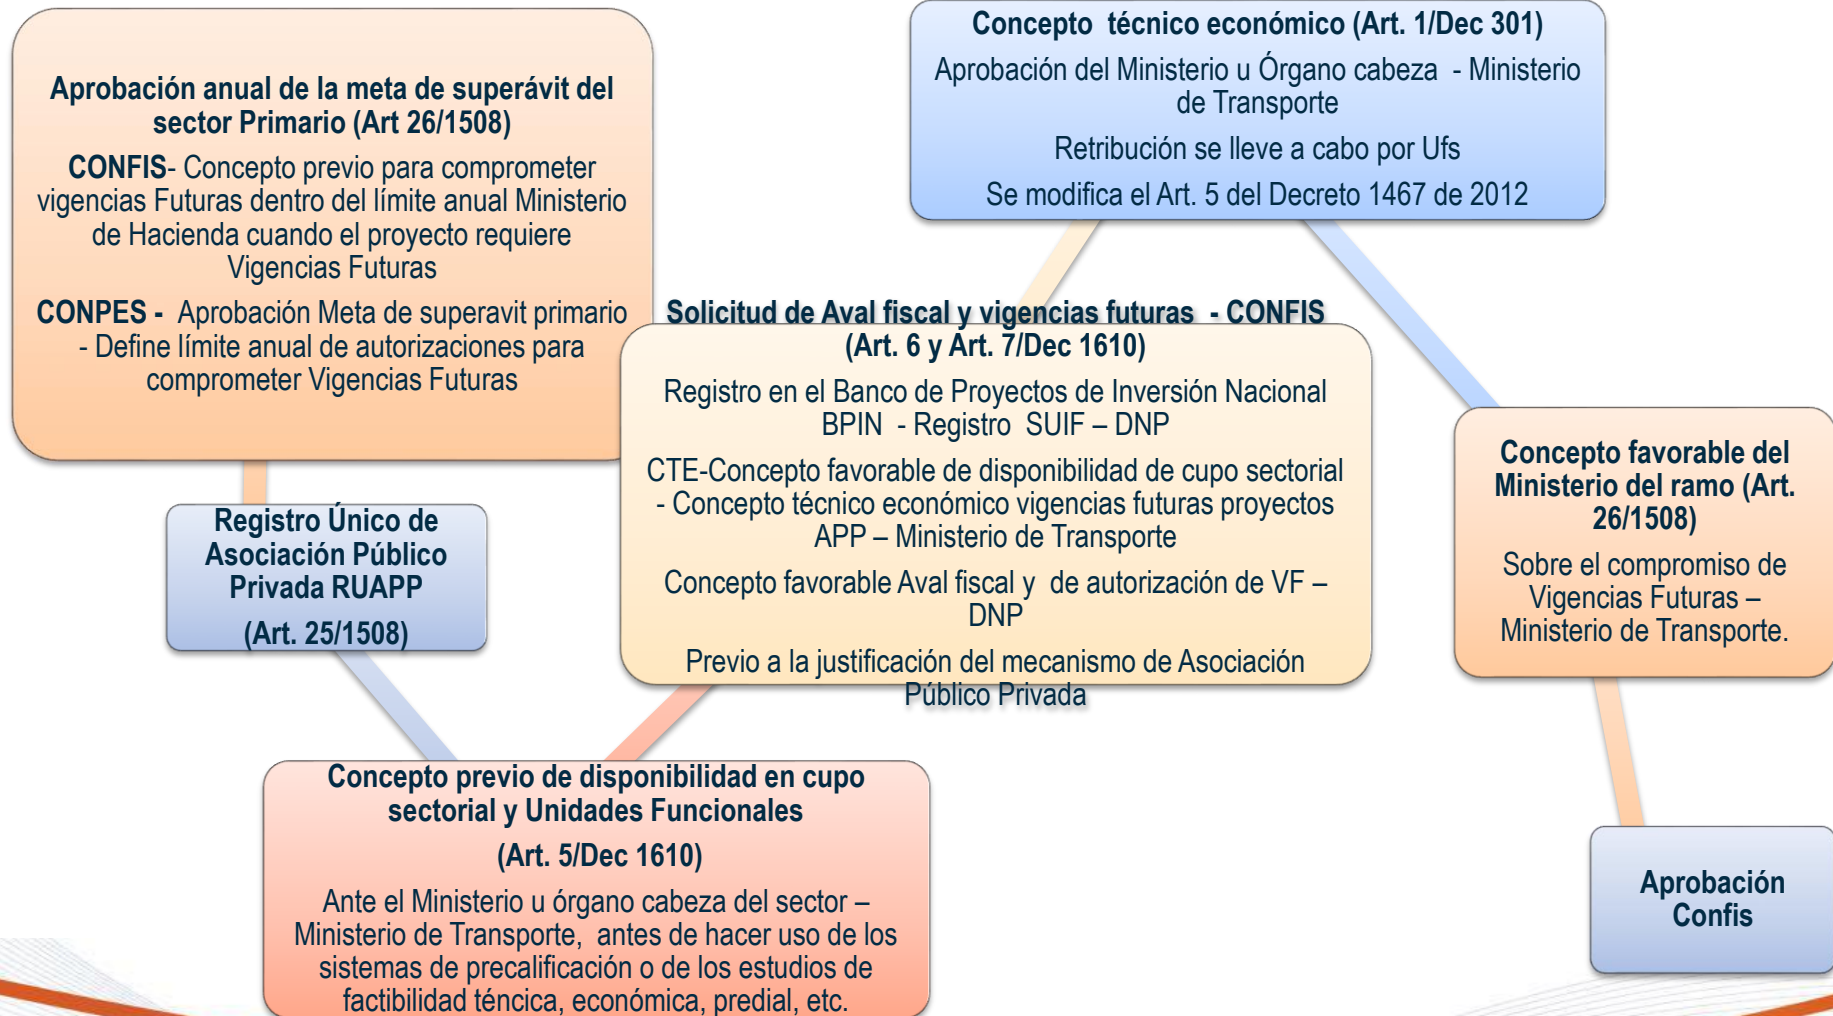 Aprobación anual de la meta de superávit del
sector Primario (Art 26/1508)
CONFIS- Concepto previo para comprometer
vigencias Futuras dentro del límite anual Ministerio
de Hacienda cuando el proyecto requiere
Vigencias Futuras
CONPES - Aprobación Meta de superavit primario
- Define límite anual de autorizaciones para
comprometer Vigencias Futuras
Registro Único de
Asociación Público
Privada RUAPP
(Art. 25/1508)
Concepto previo de disponibilidad en cupo
sectorial y Unidades Funcionales
(Art. 5/Dec 1610)
Ante el Ministerio u órgano cabeza del sector –
Ministerio de Transporte, antes de hacer uso de los
sistemas de precalificación o de los estudios de
factibilidad téncica, económica, predial, etc.
Solicitud de Aval fiscal y vigencias futuras - CONFIS
(Art. 6 y Art. 7/Dec 1610)
Registro en el Banco de Proyectos de Inversión Nacional
BPIN - Registro SUIF – DNP
CTE-Concepto favorable de disponibilidad de cupo sectorial
- Concepto técnico económico vigencias futuras proyectos
APP – Ministerio de Transporte
Concepto favorable Aval fiscal y de autorización de VF –
DNP
Previo a la justificación del mecanismo de Asociación
Público Privada
Concepto técnico económico (Art. 1/Dec 301)
Aprobación del Ministerio u Órgano cabeza - Ministerio
de Transporte
Retribución se lleve a cabo por Ufs
Se modifica el Art. 5 del Decreto 1467 de 2012
Concepto favorable del
Ministerio del ramo (Art.
26/1508)
Sobre el compromiso de
Vigencias Futuras –
Ministerio de Transporte.
Aprobación
Confis